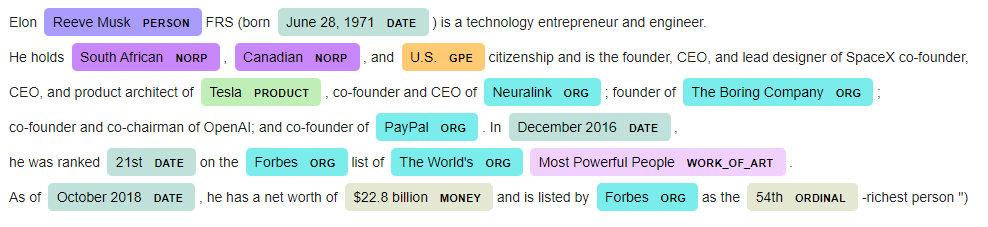 Elon Reeve Musk PERSON FRS (born June 28, 1971 DATE ) is a technology entrepreneur and engineer.
He holds South African NORP , Canadian NORP , and U.S. GPE citizenship and is the founder, CEO, and lead designer of SpaceX co-founder,
CEO, and product architect of Tesla PRODUCT , co-founder and CEO of Neuralink ORG ; founder of The Boring Company ORG ;
co-founder and co-chairman of OpenAI; and co-founder of PayPal ORG . In December 2016 DATE ,
he was ranked 21st DATE on the Forbes ORG list of The World's ORG Most Powerful People WORK_OF_ART .
As of October 2018 DATE , he has a net worth of $22.8 billion MONEY and is listed by Forbes ORG as the 54th ORDINAL -richest person ")